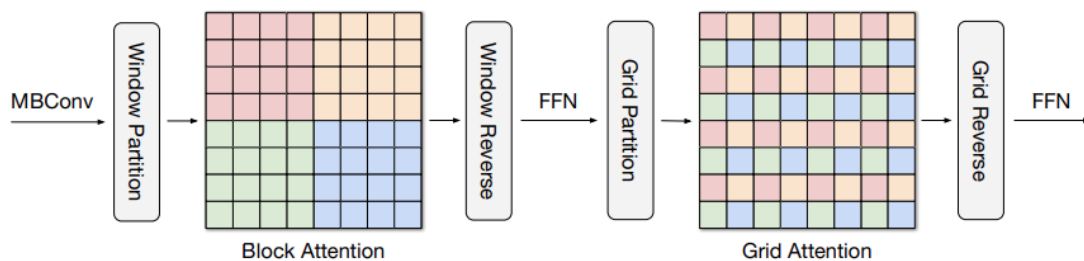 MBConv
Window Partition
Block Attention
Window Reverse
FFN
Grid Partition
Grid Attention
Grid Reverse
FFN